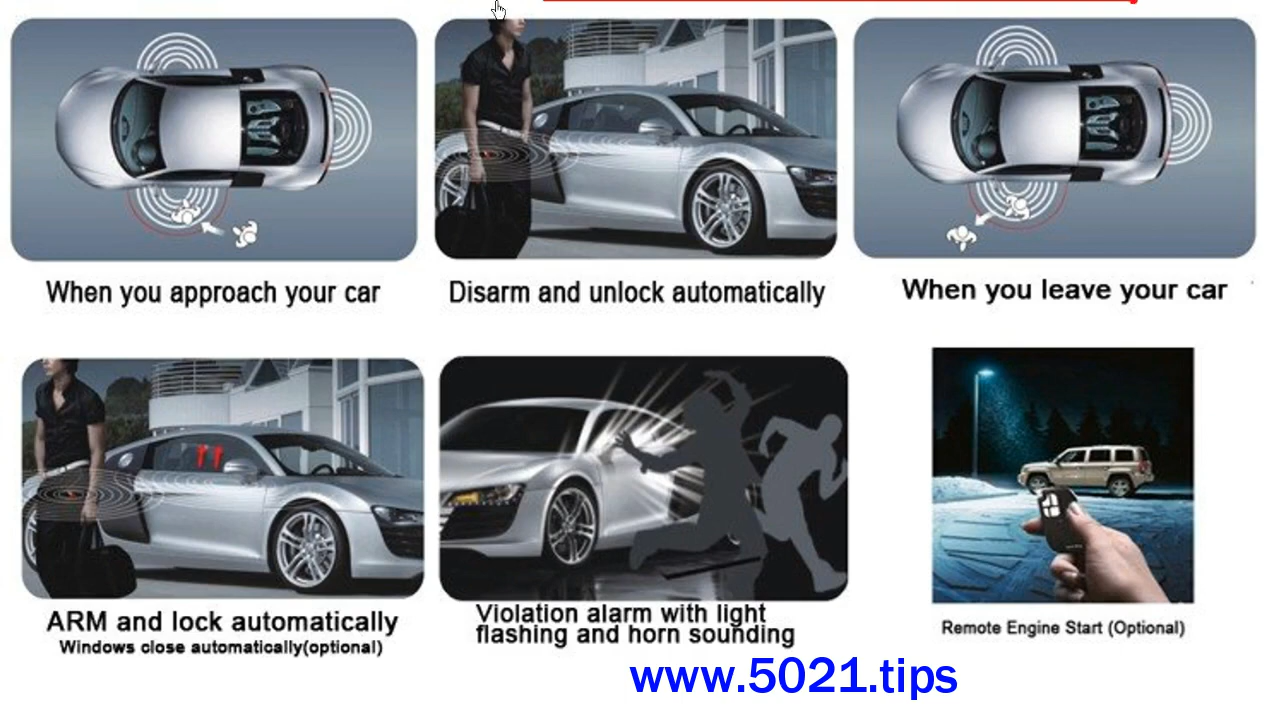 When you approach your car
Disarm and unlock automatically
When you leave your car
ARM and lock automatically
Windows close automatically(optional)
Violation alarm with light
flashing and horn sounding
Remote Engine Start (Optional)
www.5021.tips